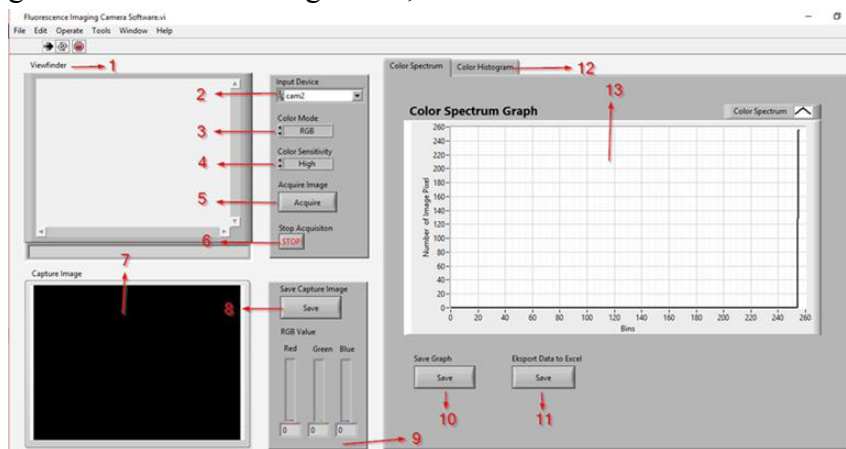 Fluorescence Imaging Camera Software.vi
File Edit Operate Tools Window Help
Viewfinder 1
Input Device
2 cam2
Color Mode
3 RGB
Color Sensitivity
4 High
Acquire Image
5 Acquire
Stop Acquisiton
6 STOP
7
Capture Image
Save Capture Image
8 Save
RGB Value
Red Green Blue
0 0 0
9
Color Spectrum Color Histogram 12
13
Color Spectrum Graph Color Spectrum
Number of Image Pixel
260
240
220
200
180
160
140
120
100
80
60
40
20
0
0 20 40 60 80 100 120 140 160 180 200 220 240 260
Bins
Save Graph Eksport Data to Excel
Save Save
10 11